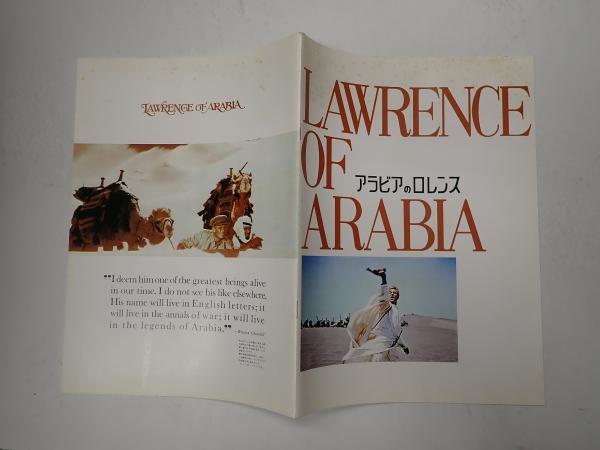 LAWRENCE OF ARABIA
❝I deem him one of the greatest beings alive
in our time. I do not see his like elsewhere.
His name will live in English letters; it
will live in the annals of war; it will live
in the legends of Arabia.❞
—Winston Churchill
LAWRENCE
OF
アラビアのロレンス
ARABIA